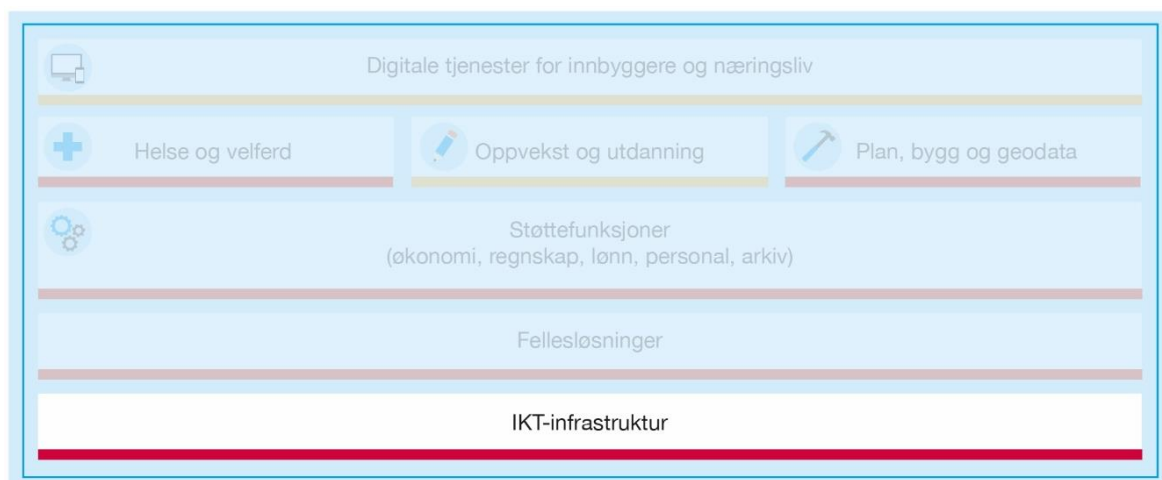 Digitale tjenester for innbyggere og næringsliv
Helse og velferd
Oppvekst og utdanning
Plan, bygg og geodata
Støttefunksjoner
(økonomi, regnskap, lønn, personal, arkiv)
Fellesløsninger
IKT-infrastruktur